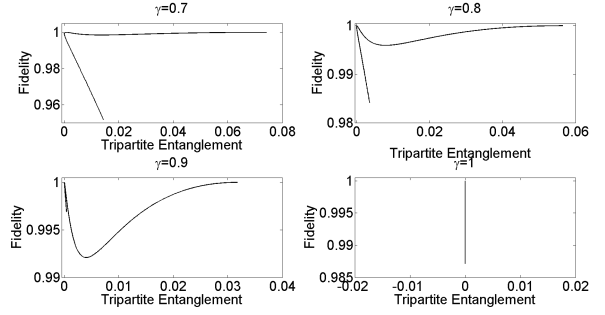 γ=0.7
1
0.98
0.96
Fidelity
0 0.02 0.04 0.06 0.08
Tripartite Entanglement
γ=0.8
1
0.99
0.98
Fidelity
0 0.02 0.04 0.06
Tripartite Entanglement
γ=0.9
1
0.995
0.99
Fidelity
0 0.01 0.02 0.03 0.04
Tripartite Entanglement
γ=1
1
0.995
0.99
0.985
Fidelity
-0.02 -0.01 0 0.01 0.02
Tripartite Entanglement